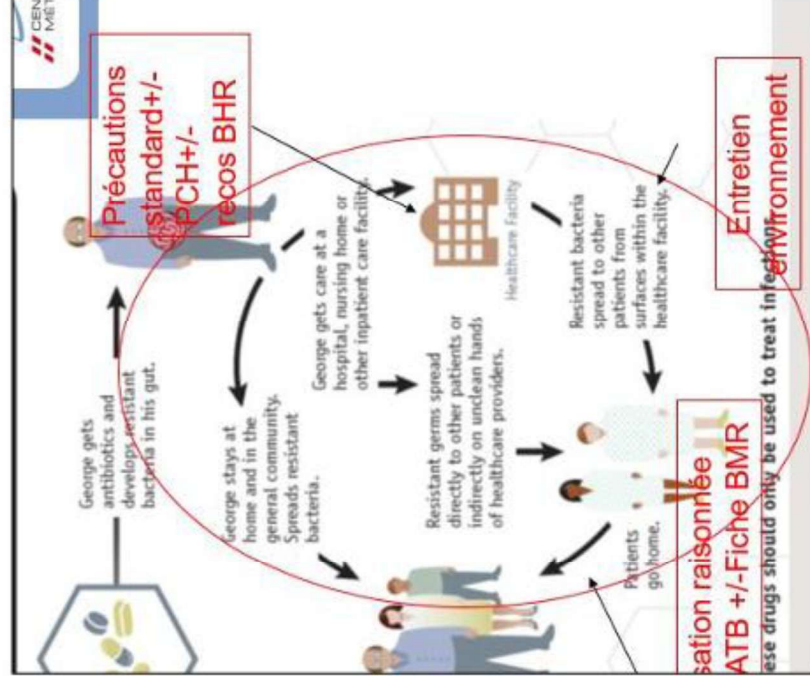 CEN
MÉT
George gets
antibiotics and
develops resistant
bacteria in his gut.
Précautions
standard+/-
PCH+/-
recos BHR
George stays at
home and in the
general community.
Spreads resistant
bacteria.
George gets care at a
hospital, nursing home or
other inpatient care facility.
Resistant germs spread
directly to other patients or
indirectly on unclean hands
of healthcare providers.
Healthcare Facility
Resistant bacteria
spread to other
patients from
surfaces within the
healthcare facility.
Patients
go home.
sation raisonnée
ATB +/-Fiche BMR
Entretien
environnement
ese drugs should only be used to treat infections.